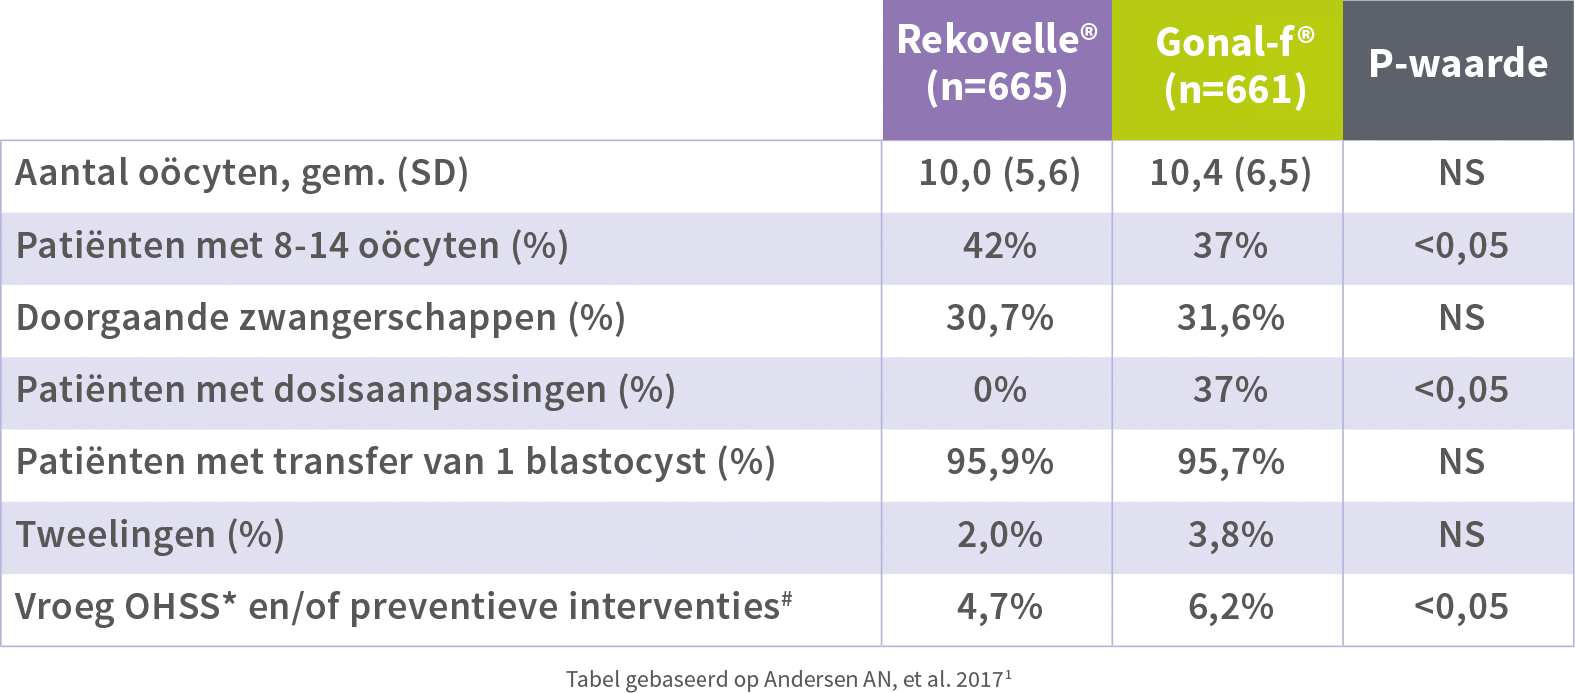 Rekovelle® (n=665) Gonal-f® (n=661) P-waarde
Aantal oöcyten, gem. (SD) 10,0 (5,6) 10,4 (6,5) NS
Patiënten met 8-14 oöcyten (%) 42% 37% <0,05
Doorgaande zwangerschappen (%) 30,7% 31,6% NS
Patiënten met dosisaanpassingen (%) 0% 37% <0,05
Patiënten met transfer van 1 blastocyst (%) 95,9% 95,7% NS
Tweelingen (%) 2,0% 3,8% NS
Vroeg OHSS* en/of preventieve interventies# 4,7% 6,2% <0,05
Tabel gebaseerd op Andersen AN, et al. 2017¹